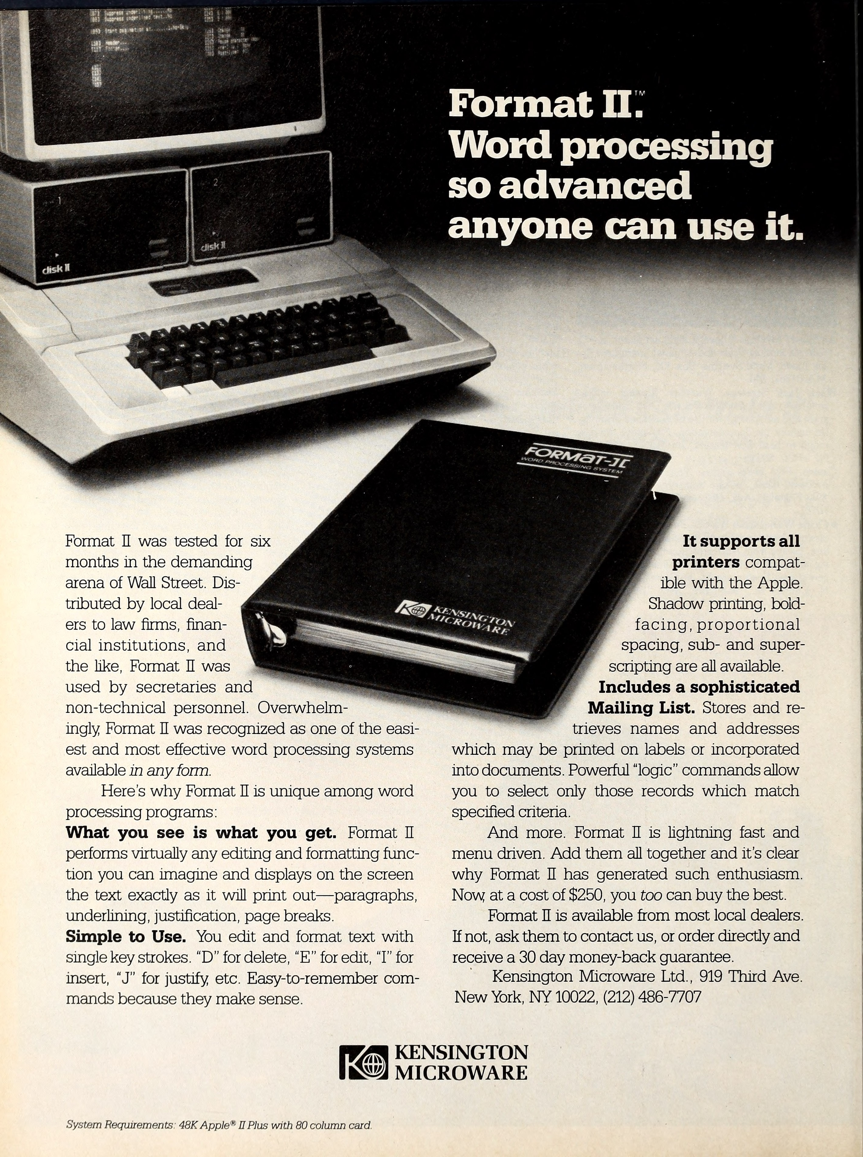 Format II.™
Word processing
so advanced
anyone can use it.
1
2
disk II
disk II
FORMAT-II
WORD PROCESSING SYSTEM
KENSINGTON
MICROWARE
Format II was tested for six
months in the demanding
arena of Wall Street. Dis-
tributed by local deal-
ers to law firms, finan-
cial institutions, and
the like, Format II was
used by secretaries and
non-technical personnel. Overwhelm-
ingly, Format II was recognized as one of the easi-
est and most effective word processing systems
available in any form.
Here's why Format II is unique among word
processing programs:
What you see is what you get. Format II
performs virtually any editing and formatting func-
tion you can imagine and displays on the screen
the text exactly as it will print out—paragraphs,
underlining, justification, page breaks.
Simple to Use. You edit and format text with
single key strokes. "D" for delete, "E" for edit, "I" for
insert, "J" for justify, etc. Easy-to-remember com-
mands because they make sense.
It supports all
printers compat-
ible with the Apple.
Shadow printing, bold-
facing, proportional
spacing, sub- and super-
scripting are all available.
Includes a sophisticated
Mailing List. Stores and re-
trieves names and addresses
which may be printed on labels or incorporated
into documents. Powerful "logic" commands allow
you to select only those records which match
specified criteria.
And more. Format II is lightning fast and
menu driven. Add them all together and it's clear
why Format II has generated such enthusiasm.
Now, at a cost of $250, you too can buy the best.
Format II is available from most local dealers.
If not, ask them to contact us, or order directly and
receive a 30 day money-back guarantee.
Kensington Microware Ltd., 919 Third Ave.
New York, NY 10022, (212) 486-7707
KENSINGTON
MICROWARE
System Requirements: 48K Apple® II Plus with 80 column card.